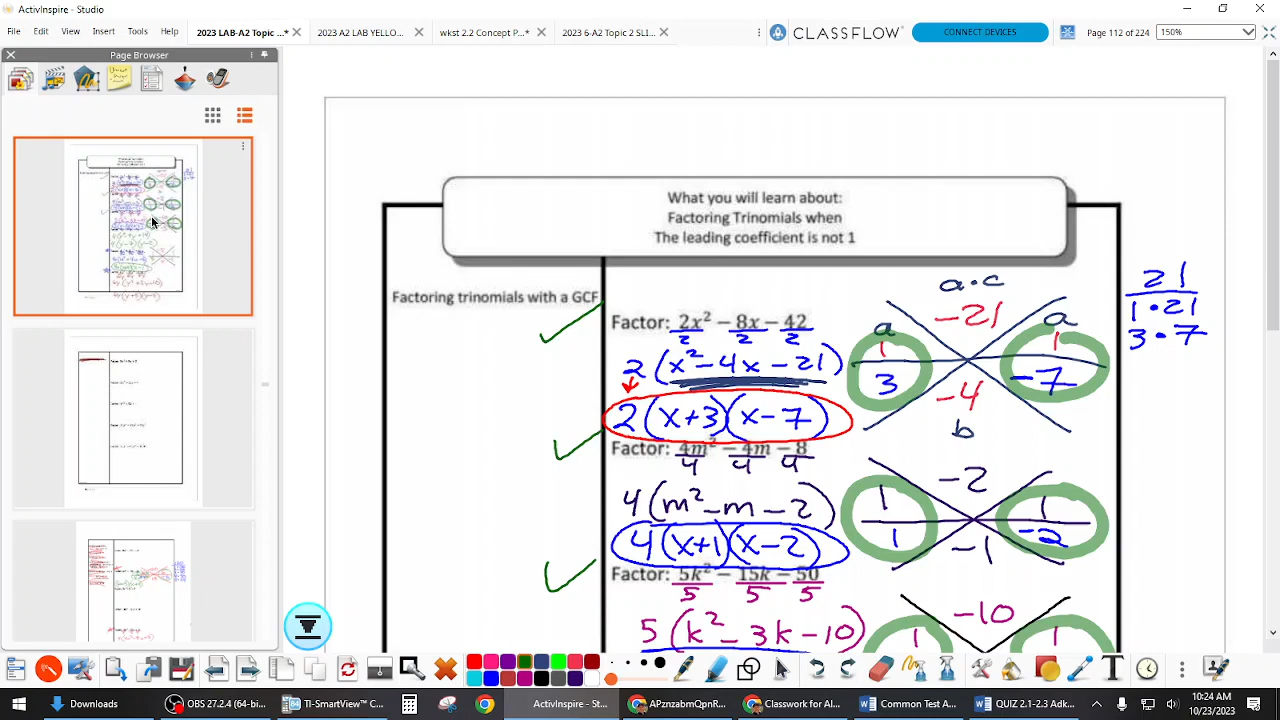 ActivInspire
File Edit View Insert Tools Help
2023 LAB-A2 Topic ...*
2023 A2 TM - ELLO...
wkst 2.2 Concept P...*
2023 6-A2 Topic 2 SLI...
CLASSFLOW
CONNECT DEVICES
Page 112 of 224
150%
Page Browser
What you will learn about:
Factoring Trinomials when
The leading coefficient is not 1
Factoring trinomials with a GCF
Factor: 2x² − 8x − 42
2 2 2
2(x²−4x−21)
2(x+3)(x−7)
a·c
−21
a a
1 1
3 −7
−4
b
21
1·21
3·7
Factor: 4m² − 4m − 8
4 4 4
4(m²−m−2)
4(x+1)(x−2)
−2
1 1
1 −2
−1
Factor: 5k² − 15k − 50
5 5 5
5(k²−3k−10)
−10
1 1
Downloads
OBS 27.2.4 (64-bi...
TI-SmartView™ C...
ActivInspire - St...
APznzabmQpnR...
Classwork for Al...
Common Test A...
QUIZ 2.1-2.3 Adk...
10:24 AM
10/23/2023